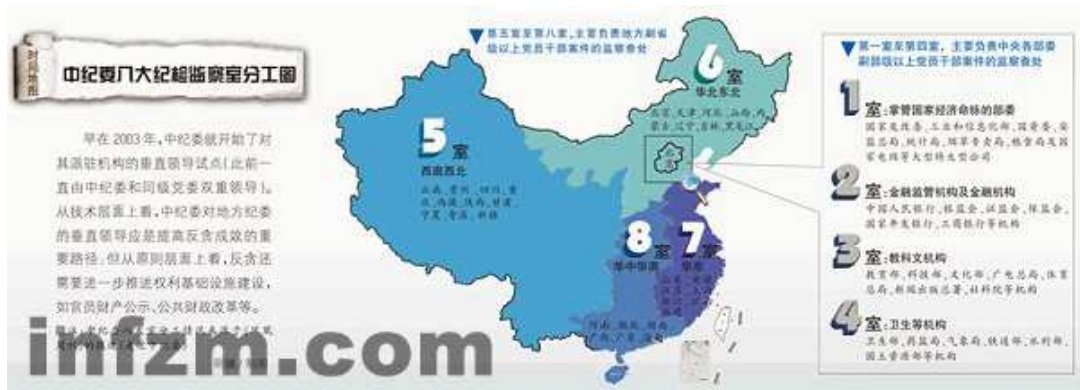 时局地图
中纪委八大纪检监察室分工图
早在2003年,中纪委就开始了对
其派驻机构的垂直领导试点(此前一
直由中纪委和同级党委双重领导)。
从技术层面上看,中纪委对地方纪委
的垂直领导应是提高反贪成效的重
要路径。但从原则层面上看,反贪还
需要进一步推进权利基础设施建设,
如官员财产公示、公共财政改革等。
infzm.com
▼第五室至第八室,主要负责地方副省
级以上党员干部案件的监察查处
6室
华北东北
北京、天津、河北、山西、内
蒙古、辽宁、吉林、黑龙江
5室
西南西北
云南、贵州、四川、重
庆、西藏、陕西、甘肃、
宁夏、青海、新疆
北京
8室
华中华南
河南、湖北、湖南
广西、广东、海南
7室
华东
▼第一室至第四室,主要负责中央各部委
副部级以上党员干部案件的监察查处
1室:掌管国家经济命脉的部委
国家发改委、工业和信息化部、国资委、安
监总局、统计局、烟草专卖局、粮食局及国
家电网等大型特大型公司
2室:金融监管机构及金融机构
中国人民银行、银监会、证监会、保监会、
国家开发银行、工商银行等机构
3室:教科文机构
教育部、科技部、文化部、广电总局、体育
总局、新闻出版总署、社科院等机构
4室:卫生等机构
卫生部、药监局、气象局、铁道部、水利部、
国土资源部等机构